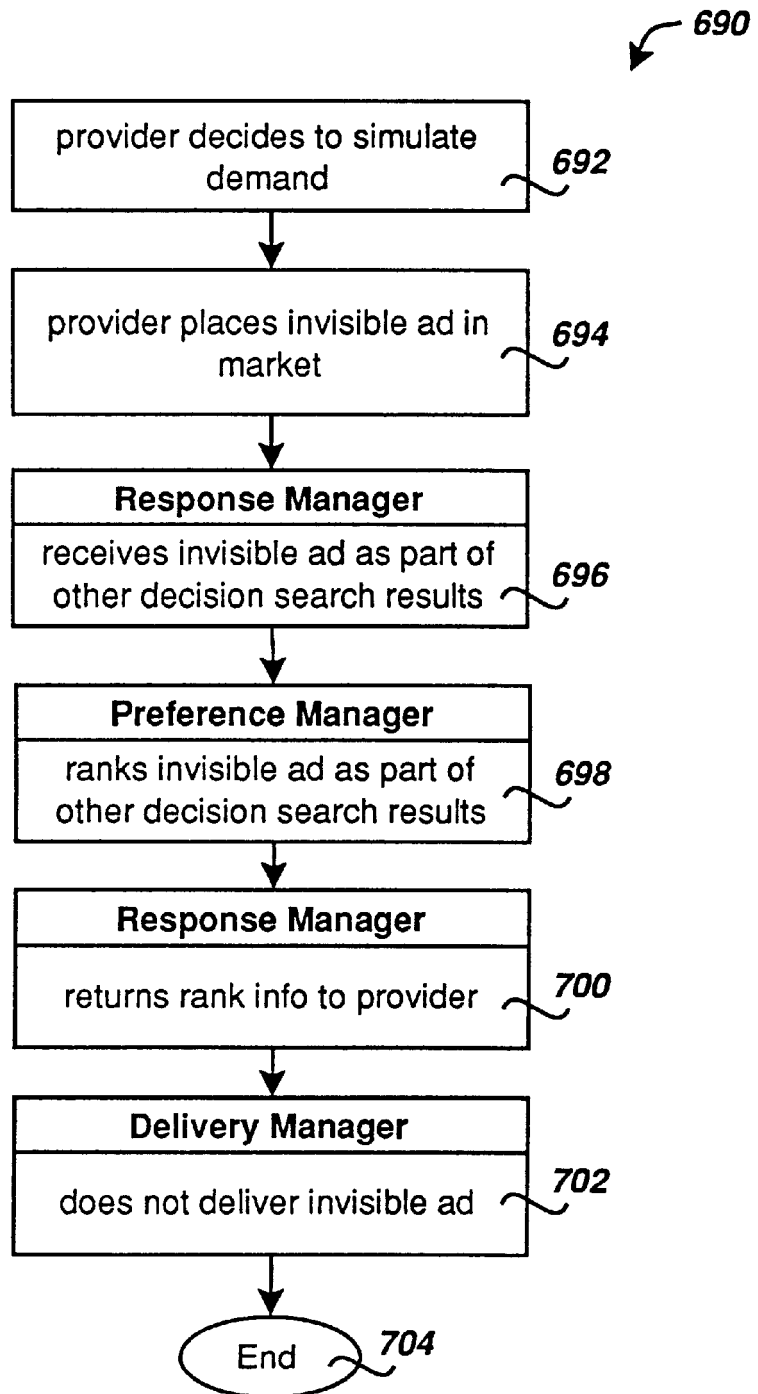 690
provider decides to simulate
demand
692
provider places invisible ad in
market
694
Response Manager
receives invisible ad as part of
other decision search results
696
Preference Manager
ranks invisible ad as part of
other decision search results
698
Response Manager
returns rank info to provider
700
Delivery Manager
does not deliver invisible ad
702
End
704